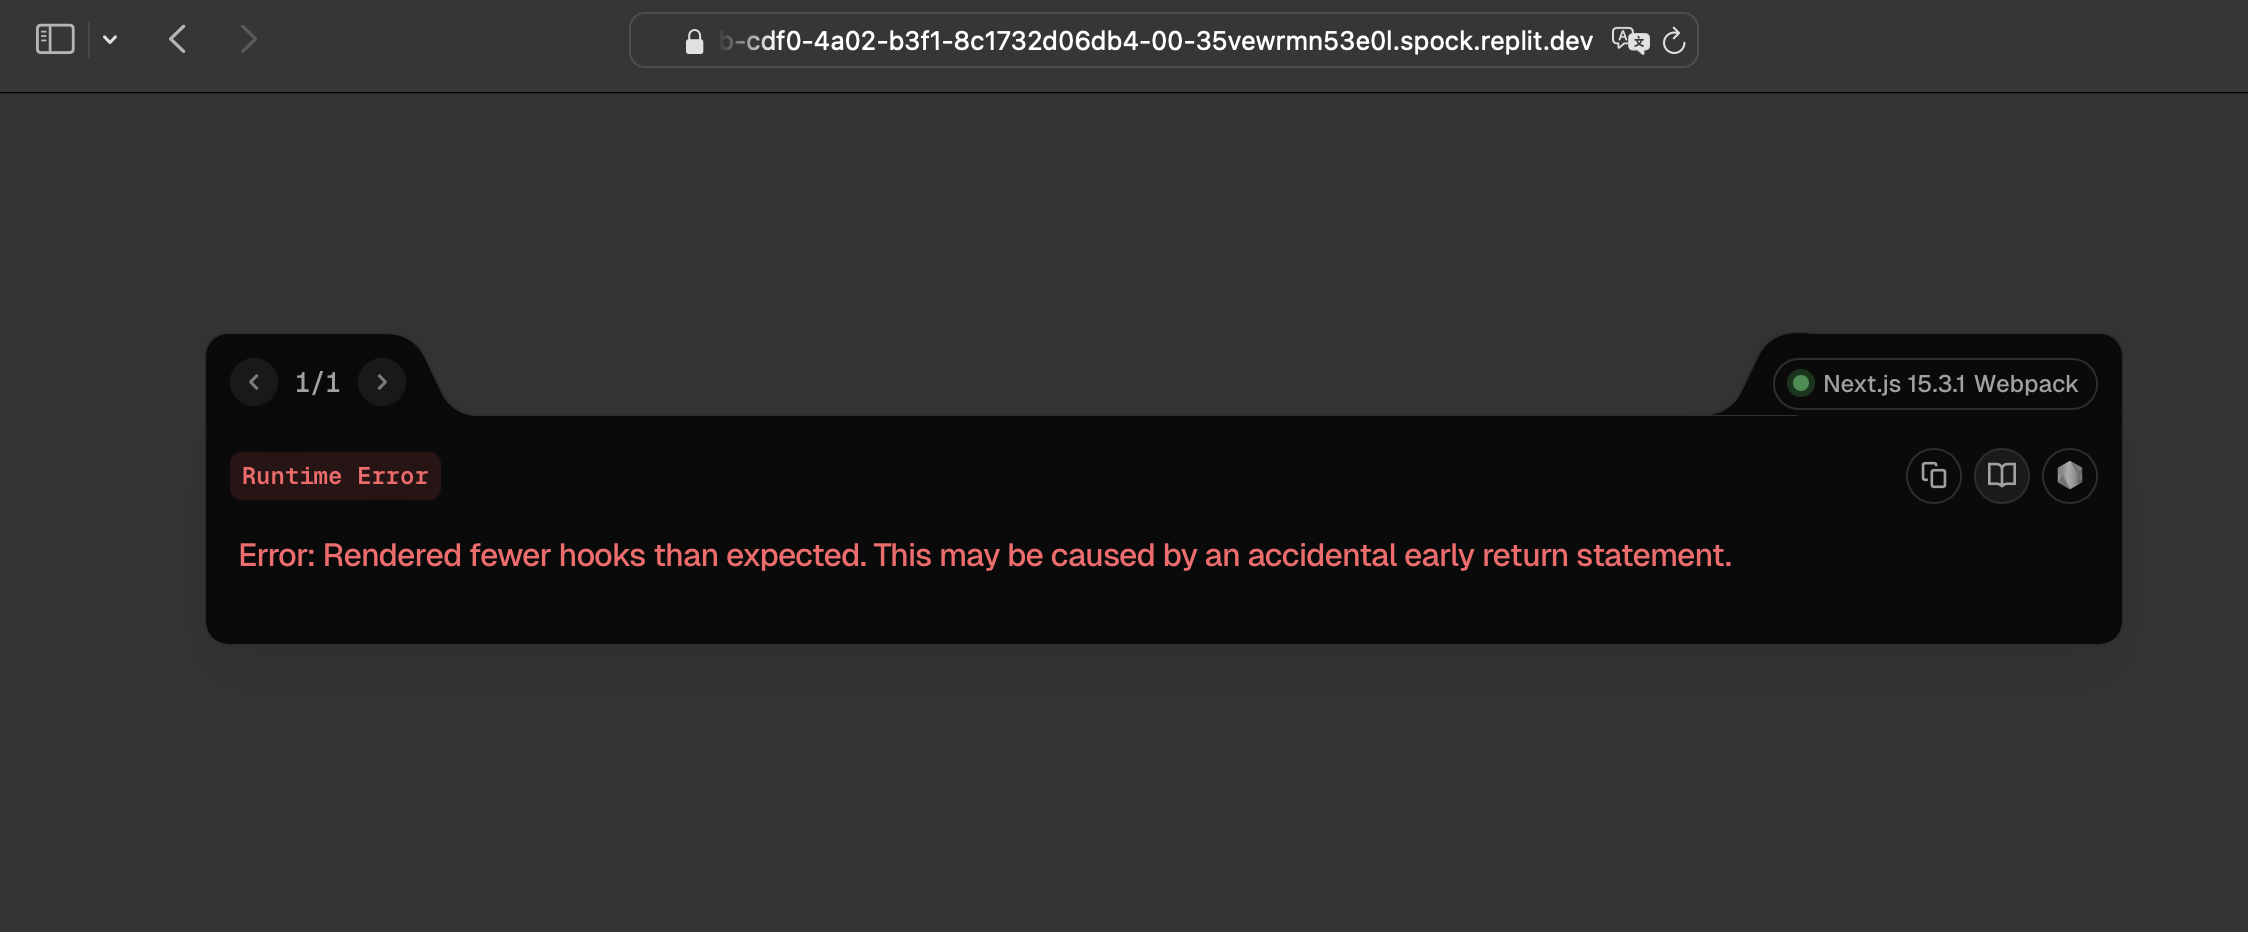 b-cdf0-4a02-b3f1-8c1732d06db4-00-35vewrmn53e0l.spock.replit.dev
1/1
Next.js 15.3.1 Webpack
Runtime Error
Error: Rendered fewer hooks than expected. This may be caused by an accidental early return statement.